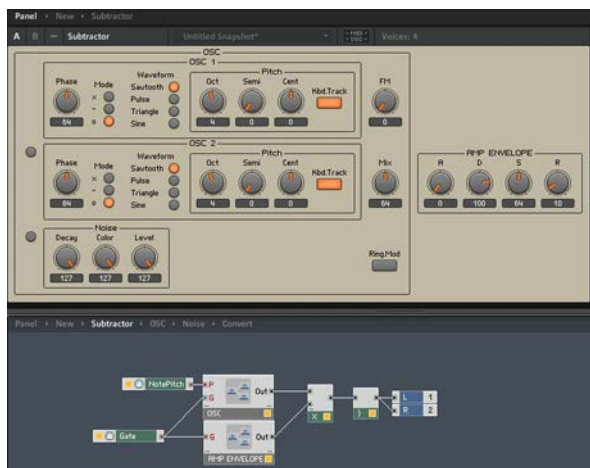 Panel › New › Subtractor
A B – Subtractor Untitled Snapshot* MIDI OSC Voices: 4
OSC
OSC 1
Phase Mode Waveform Pitch FM
x - o
Sautooth
Pulse
Triangle
Sine
Oct Semi Cent Kbd.Track
64 4 0 0 0
OSC 2
Phase Mode Waveform Pitch Mix
x - o
Sautooth
Pulse
Triangle
Sine
Oct Semi Cent Kbd.Track
64 4 0 0 64
AMP ENVELOPE
A D S R
0 100 64 10
Noise
Decay Color Level
127 127 127
Ring.Mod
Panel › New › Subtractor › OSC › Noise › Convert
NotePitch
P
G Out
OSC
Gate
G Out
AMP ENVELOPE
X
)
L 1
R 2